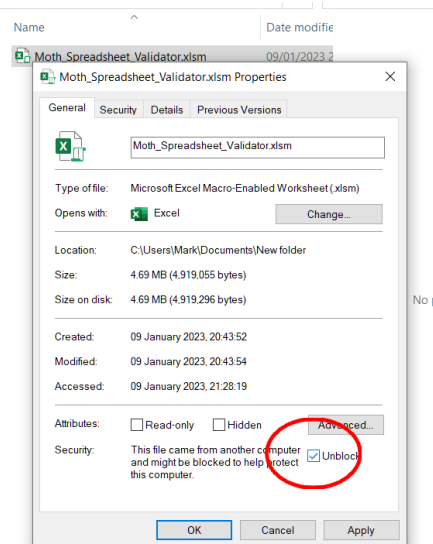 Name
Date modifie
Moth_Spreadsheet_Validator.xlsm
09/01/2023 2
Moth_Spreadsheet_Validator.xlsm Properties
General Security Details Previous Versions
Moth_Spreadsheet_Validator.xlsm
Type of file: Microsoft Excel Macro-Enabled Worksheet (.xlsm)
Opens with: Excel Change...
Location: C:\Users\Mark\Documents\New folder
Size: 4.69 MB (4,919,055 bytes)
Size on disk: 4.69 MB (4,919,296 bytes)
No p
Created: 09 January 2023, 20:43:52
Modified: 09 January 2023, 20:43:54
Accessed: 09 January 2023, 21:28:19
Attributes: Read-only Hidden Advanced...
Security: This file came from another computer
and might be blocked to help protect
this computer.
Unblock
OK Cancel Apply